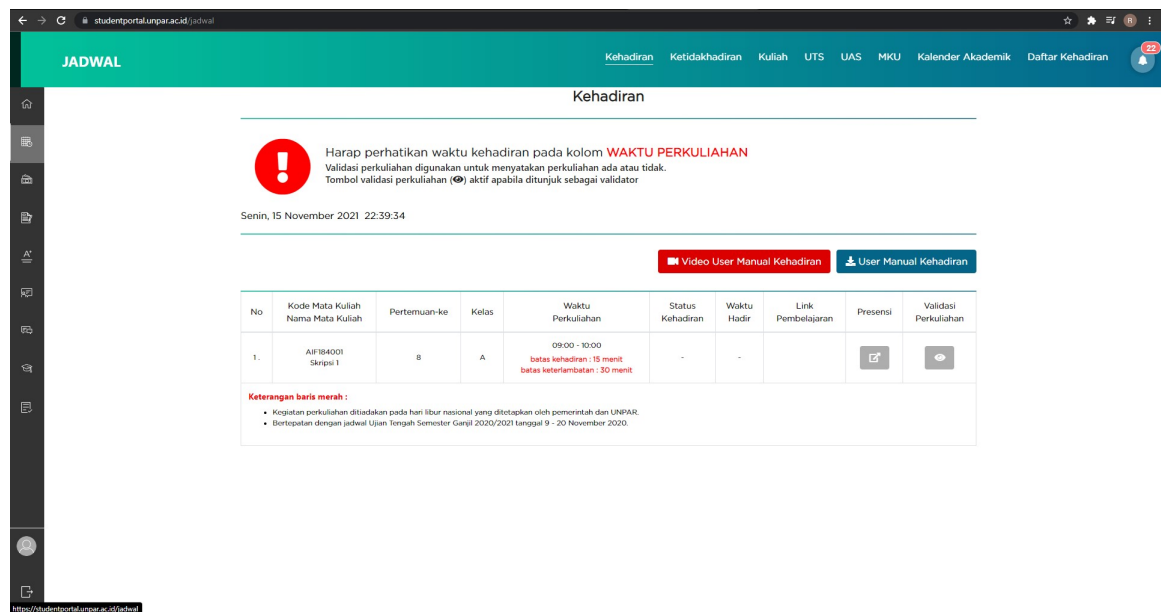 studentportal.unpar.ac.id/jadwal
JADWAL
Kehadiran Ketidakhadiran Kuliah UTS UAS MKU Kalender Akademik Daftar Kehadiran 22
Kehadiran
Harap perhatikan waktu kehadiran pada kolom WAKTU PERKULIAHAN
Validasi perkuliahan digunakan untuk menyatakan perkuliahan ada atau tidak.
Tombol validasi perkuliahan () aktif apabila ditunjuk sebagai validator
Senin, 15 November 2021 22:39:34
Video User Manual Kehadiran User Manual Kehadiran
No
Kode Mata Kuliah
Nama Mata Kuliah
Pertemuan-ke
Kelas
Waktu
Perkuliahan
Status
Kehadiran
Waktu
Hadir
Link
Pembelajaran
Presensi
Validasi
Perkuliahan
1.
AIF184001
Skripsi 1
8
A
09:00 - 10:00
batas kehadiran : 15 menit
batas keterlambatan : 30 menit
-
-
Keterangan baris merah :
• Kegiatan perkuliahan ditiadakan pada hari libur nasional yang ditetapkan oleh pemerintah dan UNPAR.
• Bertepatan dengan jadwal Ujian Tengah Semester Ganjil 2020/2021 tanggal 9 - 20 November 2020.
https://studentportal.unpar.ac.id/jadwal